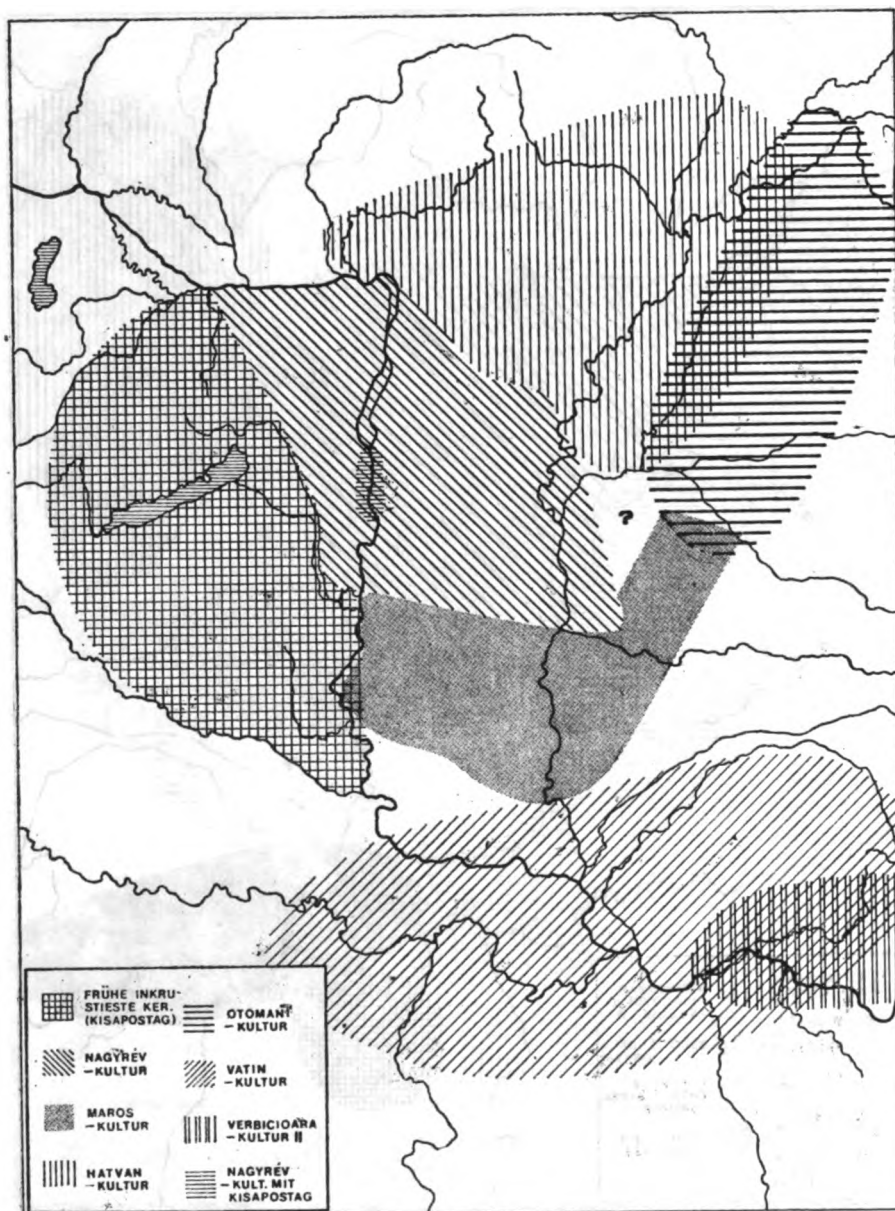 ?
FRÜHE INKRU-
STIESTE KER.
(KISAPOSTAG)
NAGYRÉV
-KULTUR
MAROS
-KULTUR
HATVAN
-KULTUR
-KULTUR
VATIN
-KULTUR
VERBICIOARA
-KULTUR II
NAGYRÉV
-KULT. MIT
KISAPOSTAG